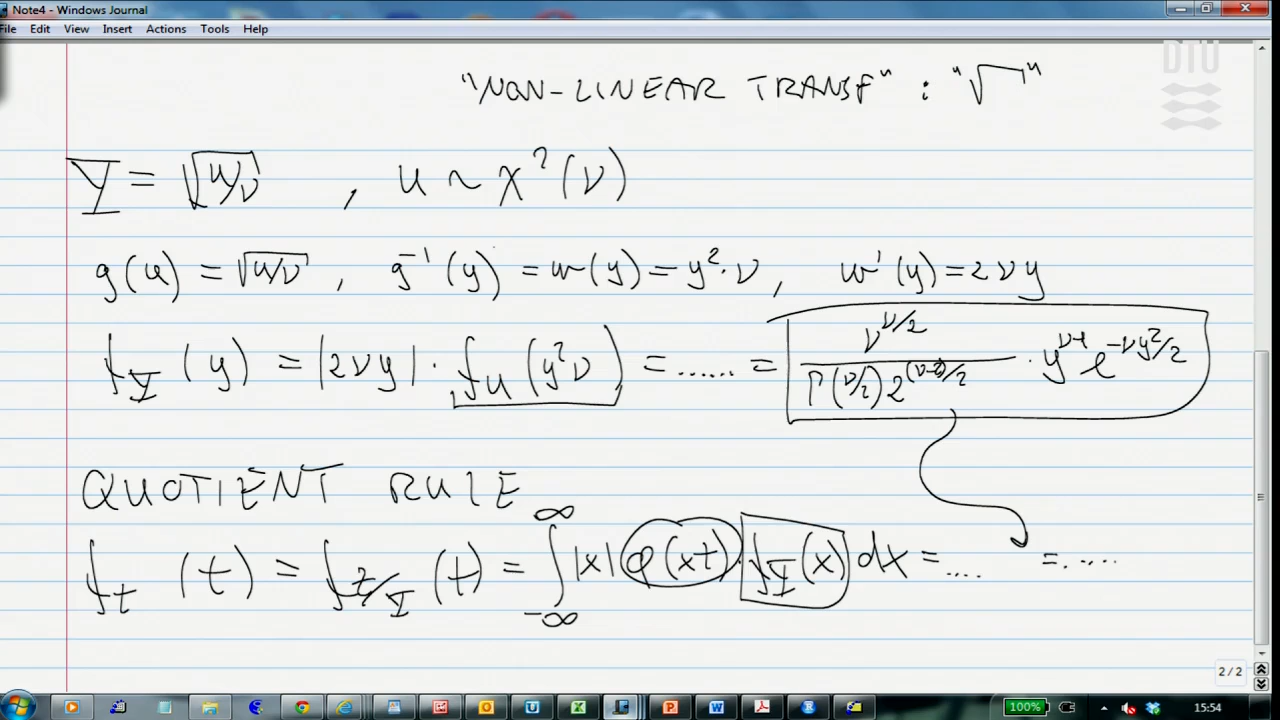 Note4 - Windows Journal
File Edit View Insert Actions Tools Help
DTU
"NON-LINEAR TRANSF" : "√"
Y = √(u/ν) , u ~ χ²(ν)
g(u) = √(u/ν) , g⁻¹(y) = w(y) = y²·ν , w'(y) = 2νy
f_Y(y) = |2νy| · f_U(y²ν) = ...... = ν^(ν/2) / (Γ(ν/2) 2^((ν-2)/2)) · y^(ν-1) e^(-νy²/2)
QUOTIENT RULE
f_t(t) = f_{Z/Y}(t) = ∫_{-∞}^{∞} |x| φ(xt) · f_Y(x) dx = .... = ......
2 / 2
100% 15:54